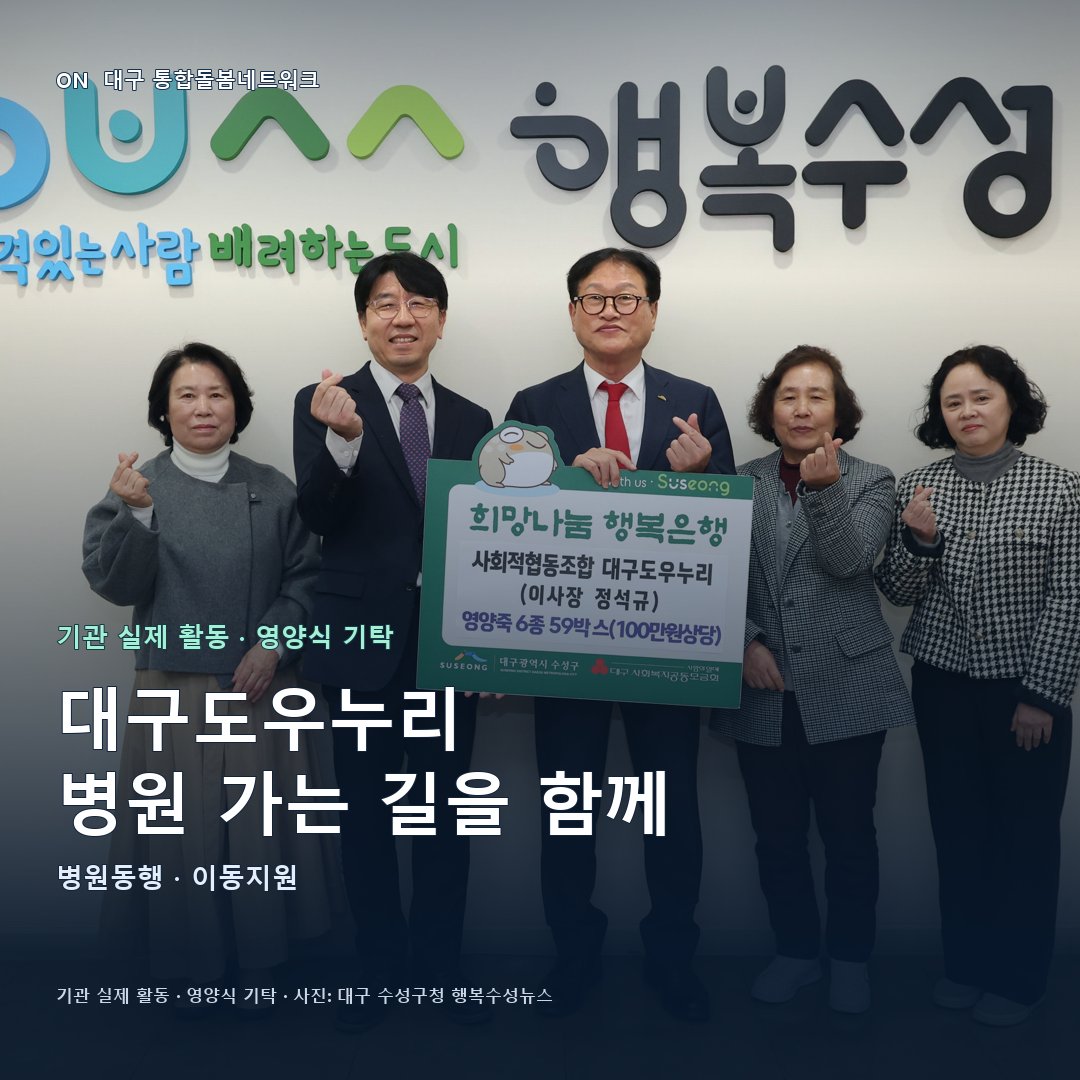 ON 대구 통합돌봄네트워크
행복수성
격있는 사람 배려하는 도시
th us · Suseong
희망나눔 행복은행
사회적협동조합 대구도우누리
(이사장 정석규)
영양죽 6종 59박스(100만원상당)
SUSEONG 대구광역시 수성구
대구 사회복지공동모금회
기관 실제 활동 · 영양식 기탁
대구도우누리
병원 가는 길을 함께
병원동행 · 이동지원
기관 실제 활동 · 영양식 기탁 · 사진: 대구 수성구청 행복수성뉴스